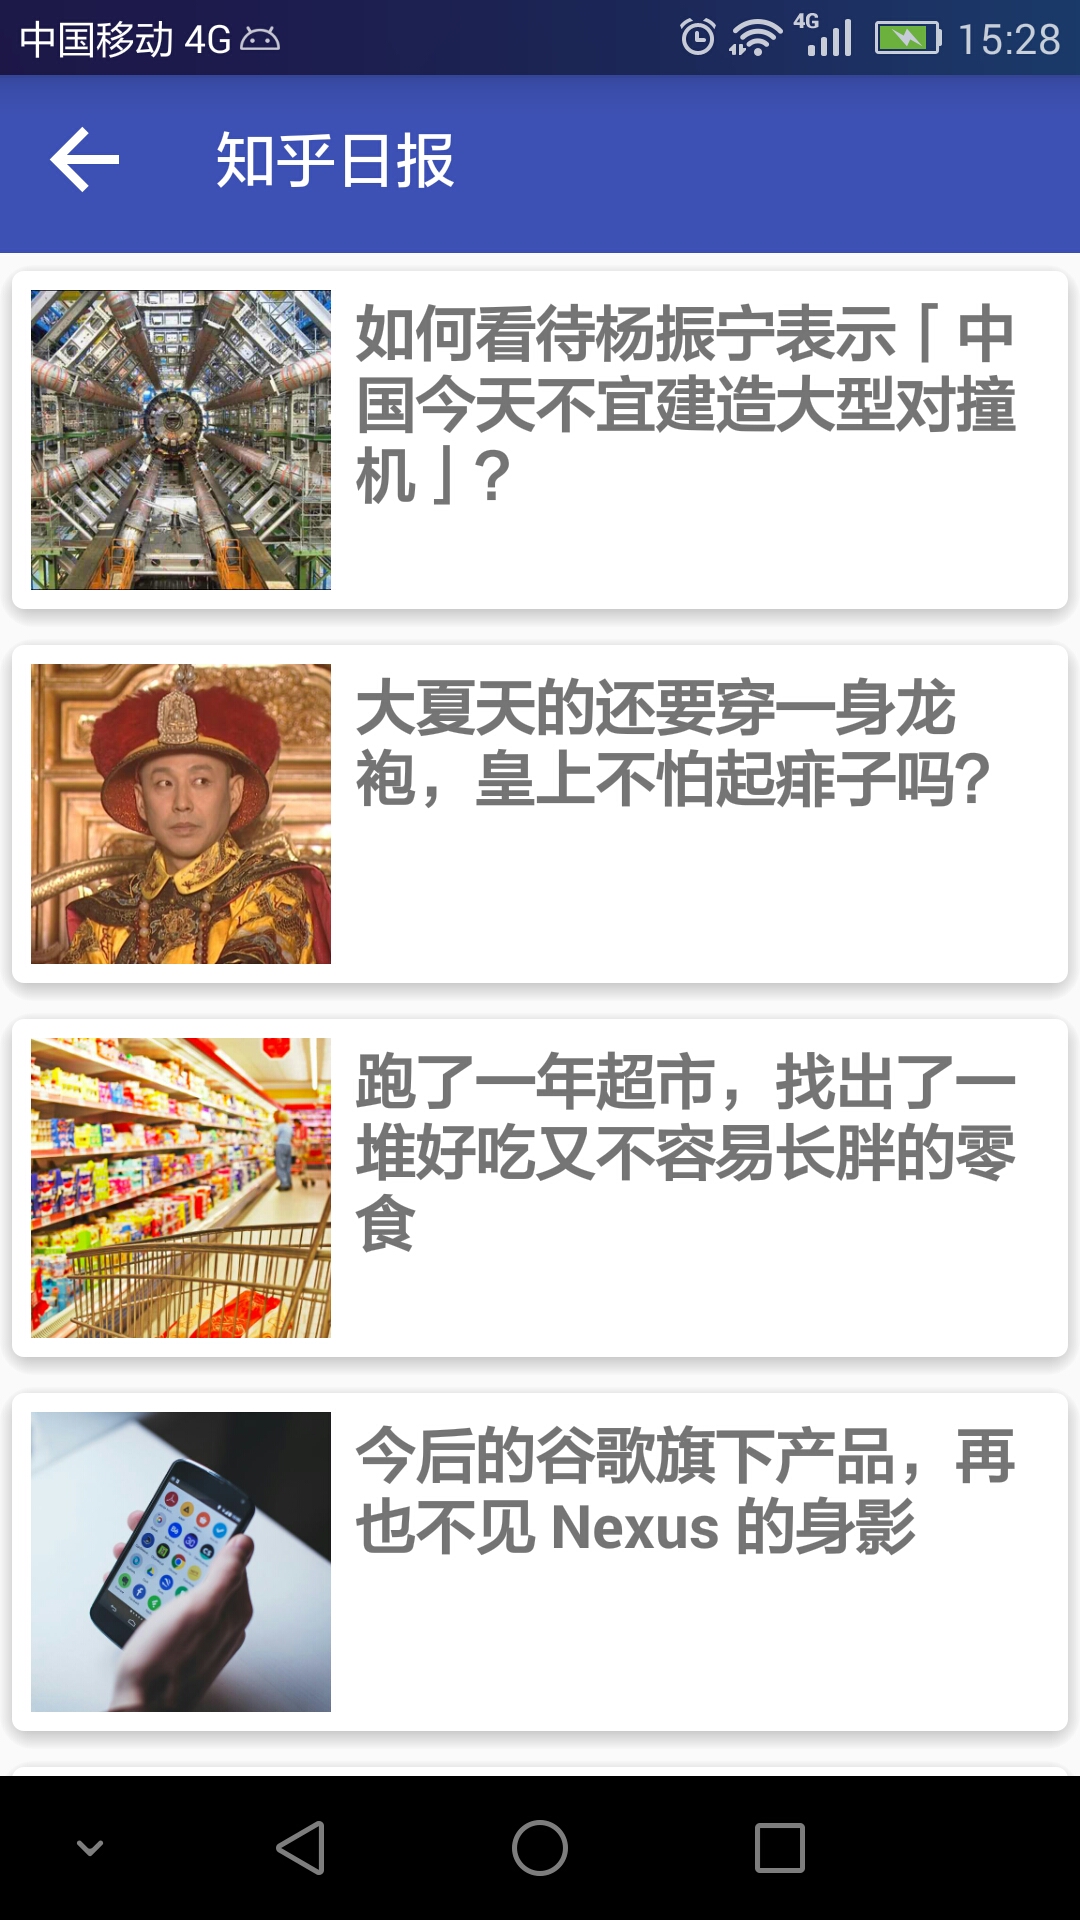 中国移动 4G 4G 15:28
知乎日报
如何看待杨振宁表示「中
国今天不宜建造大型对撞
机」?
大夏天的还要穿一身龙
袍，皇上不怕起痱子吗?
跑了一年超市，找出了一
堆好吃又不容易长胖的零
食
今后的谷歌旗下产品，再
也不见 Nexus 的身影